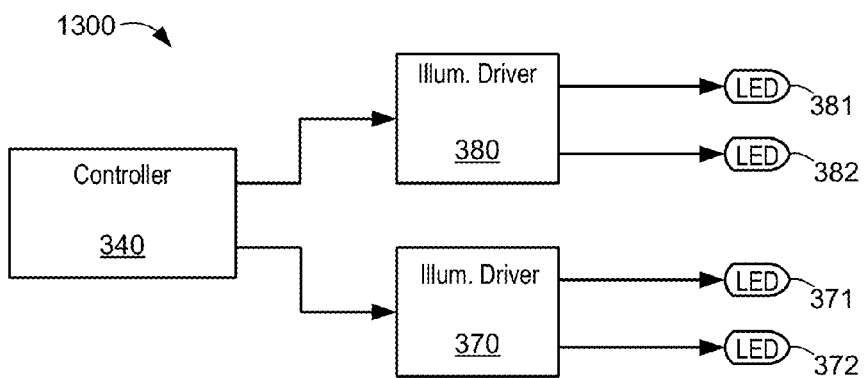 1300
Illum. Driver
380
LED
381
LED
382
Controller
340
Illum. Driver
370
LED
371
LED
372